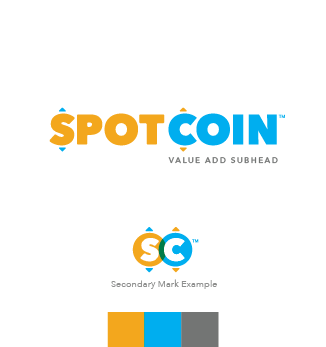 SPOTCOIN™
VALUE ADD SUBHEAD
SC™
Secondary Mark Example